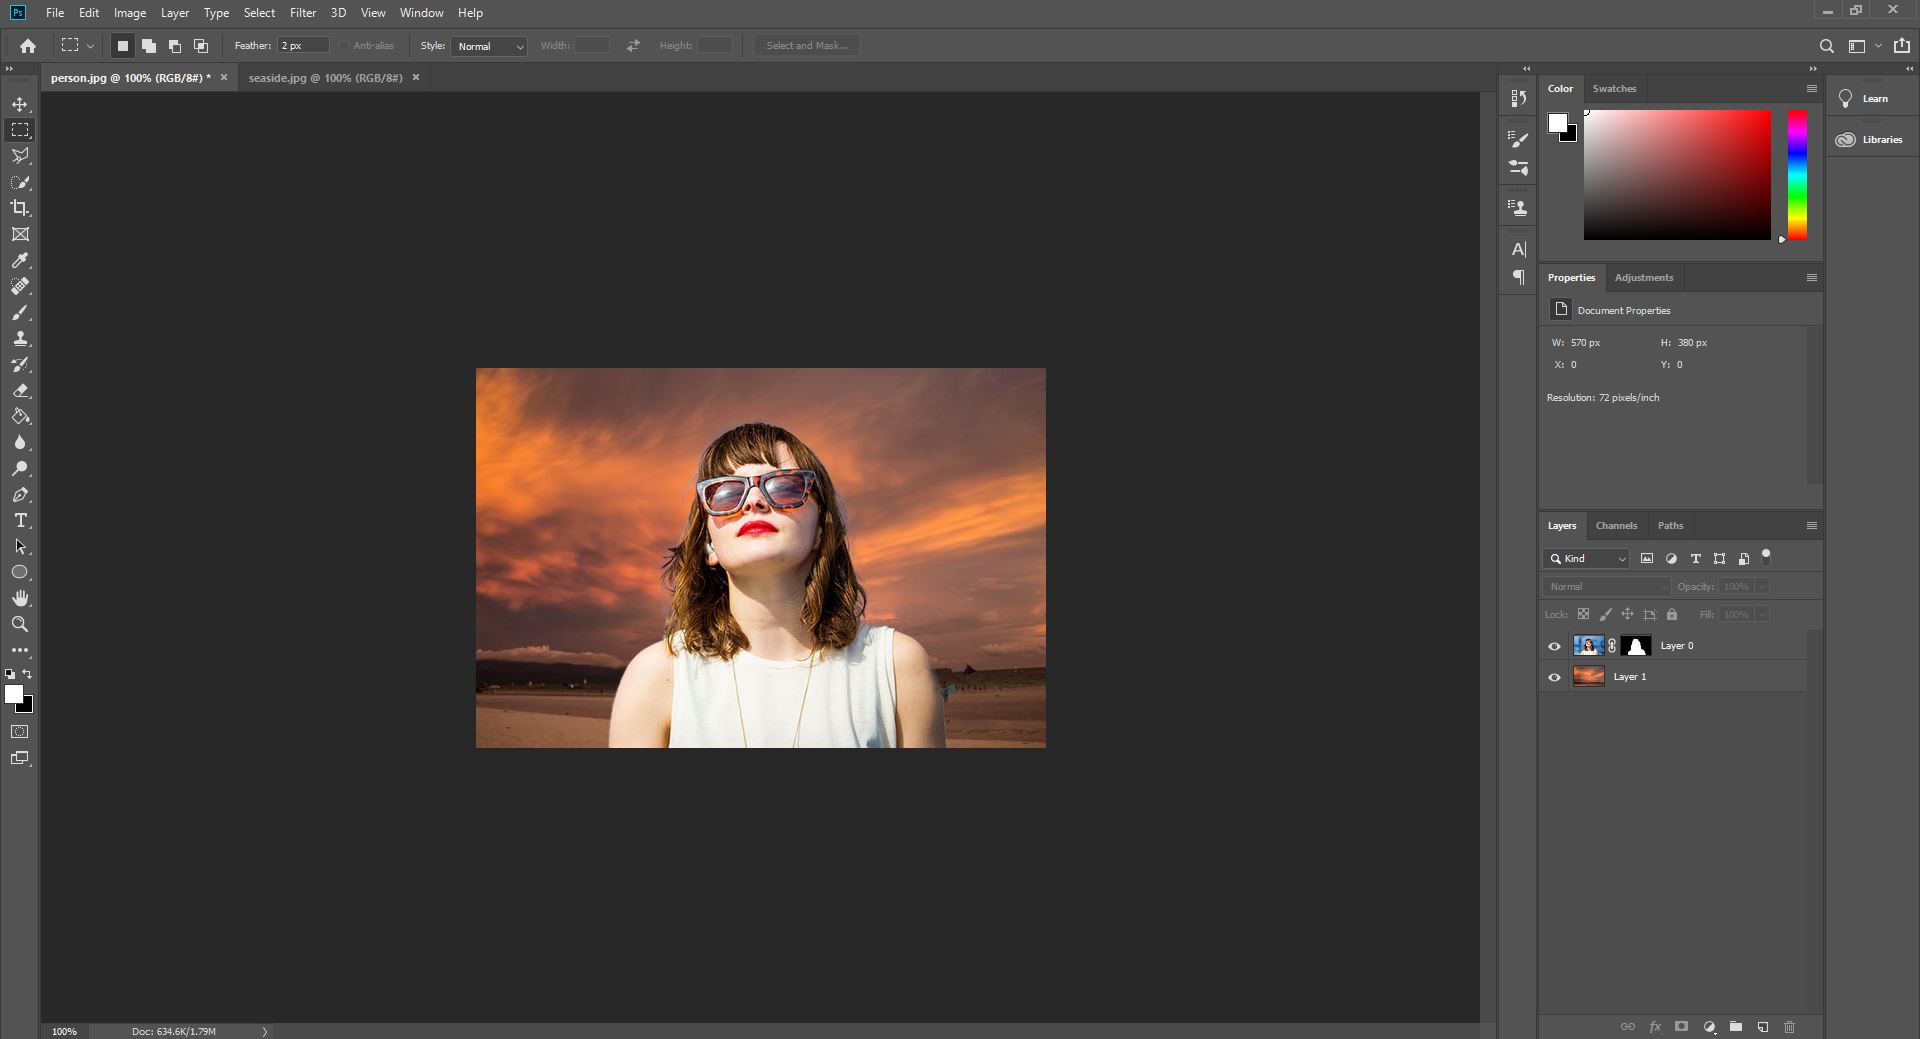 Ps File Edit Image Layer Type Select Filter 3D View Window Help
Feather: 2 px Anti-alias Style: Normal Width: Height: Select and Mask...
person.jpg @ 100% (RGB/8#) * × seaside.jpg @ 100% (RGB/8#) ×
Color Swatches
Learn
Libraries
Properties Adjustments
Document Properties
W: 570 px H: 380 px
X: 0 Y: 0
Resolution: 72 pixels/inch
Layers Channels Paths
Kind
Normal Opacity: 100%
Lock: Fill: 100%
Layer 0
Layer 1
100% Doc: 634.6K/1.79M